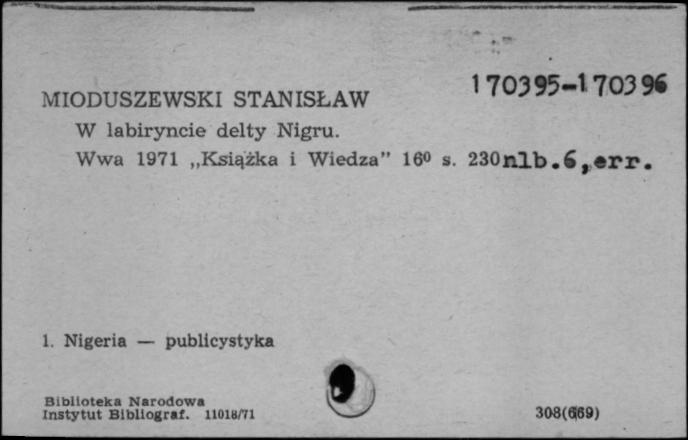 170395-170396
MIODUSZEWSKI STANISŁAW
W labiryncie delty Nigru.
Wwa 1971 „Książka i Wiedza” 16⁰ s. 230nlb.6,err.
1. Nigeria — publicystyka
Biblioteka Narodowa
Instytut Bibliograf. 11018/71
308(669)